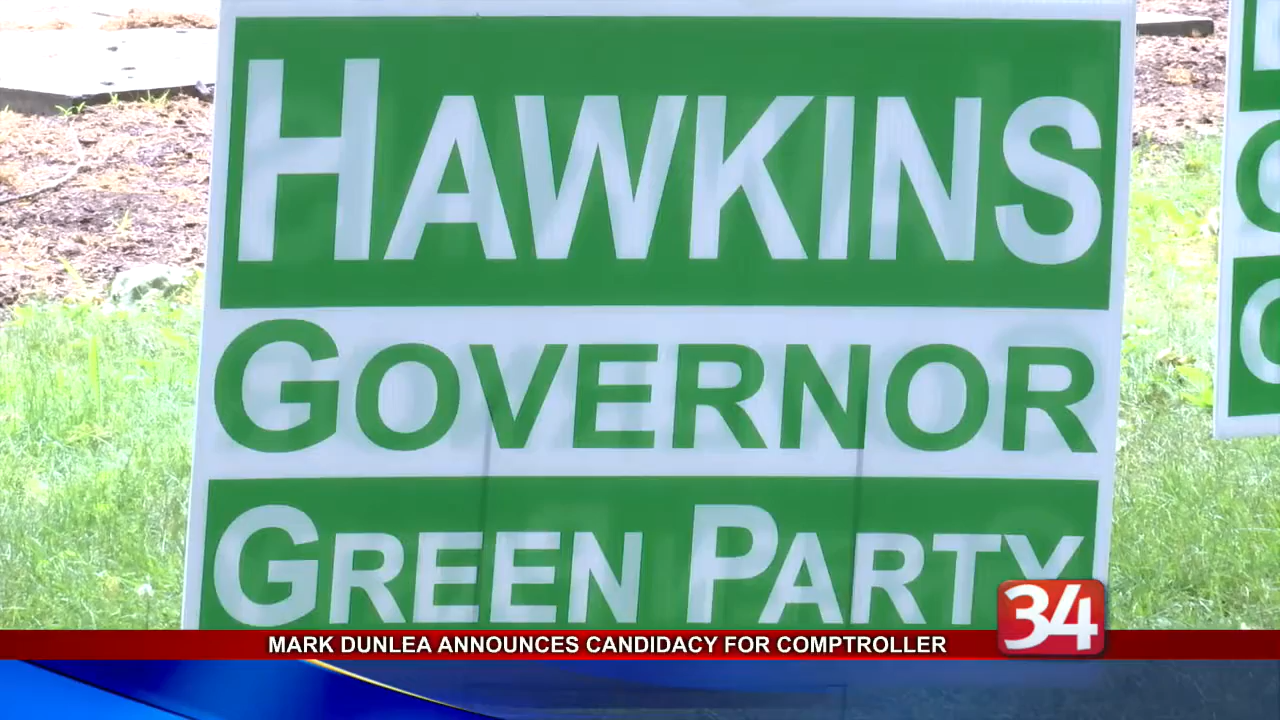 HAWKINS
GOVERNOR
GREEN PARTY
34
MARK DUNLEA ANNOUNCES CANDIDACY FOR COMPTROLLER